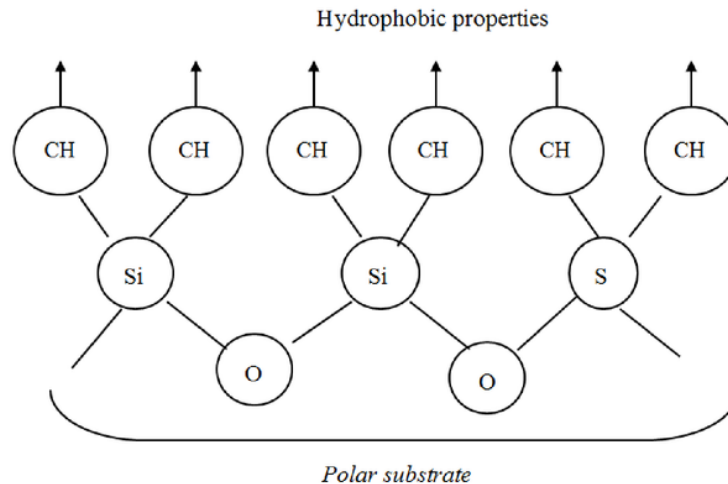 Hydrophobic properties
CH CH CH CH CH CH
Si Si S
O O
Polar substrate